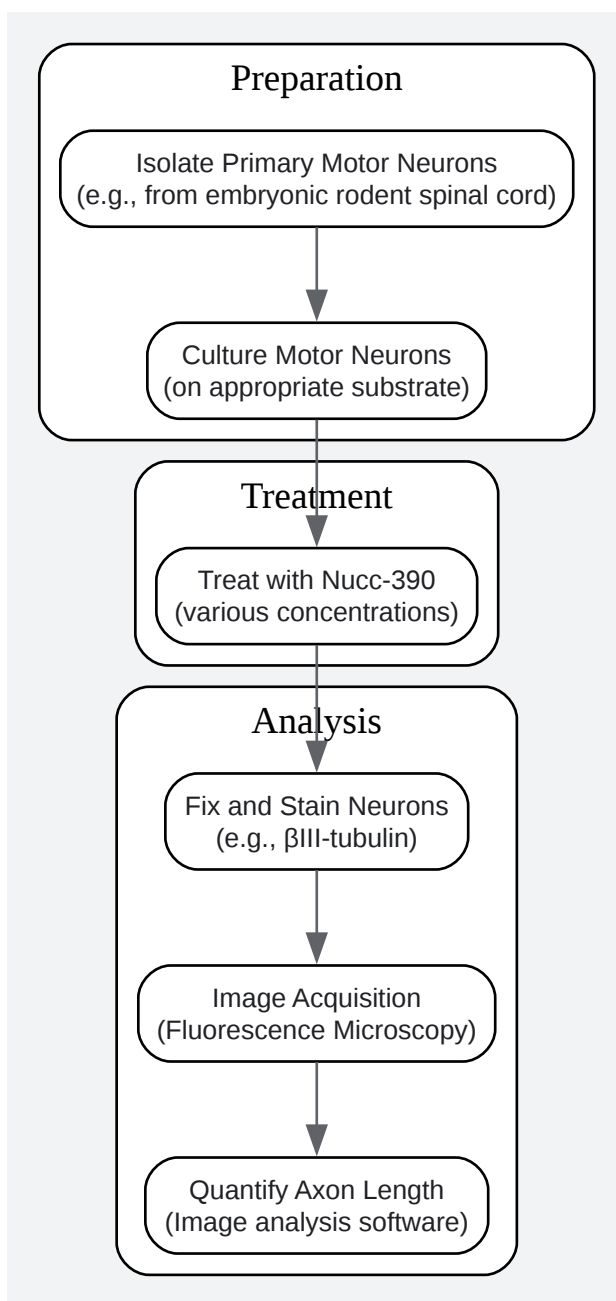 Preparation
Isolate Primary Motor Neurons
(e.g., from embryonic rodent spinal cord)
Culture Motor Neurons
(on appropriate substrate)
Treatment
Treat with Nucc-390
(various concentrations)
Analysis
Fix and Stain Neurons
(e.g., βIII-tubulin)
Image Acquisition
(Fluorescence Microscopy)
Quantify Axon Length
(Image analysis software)